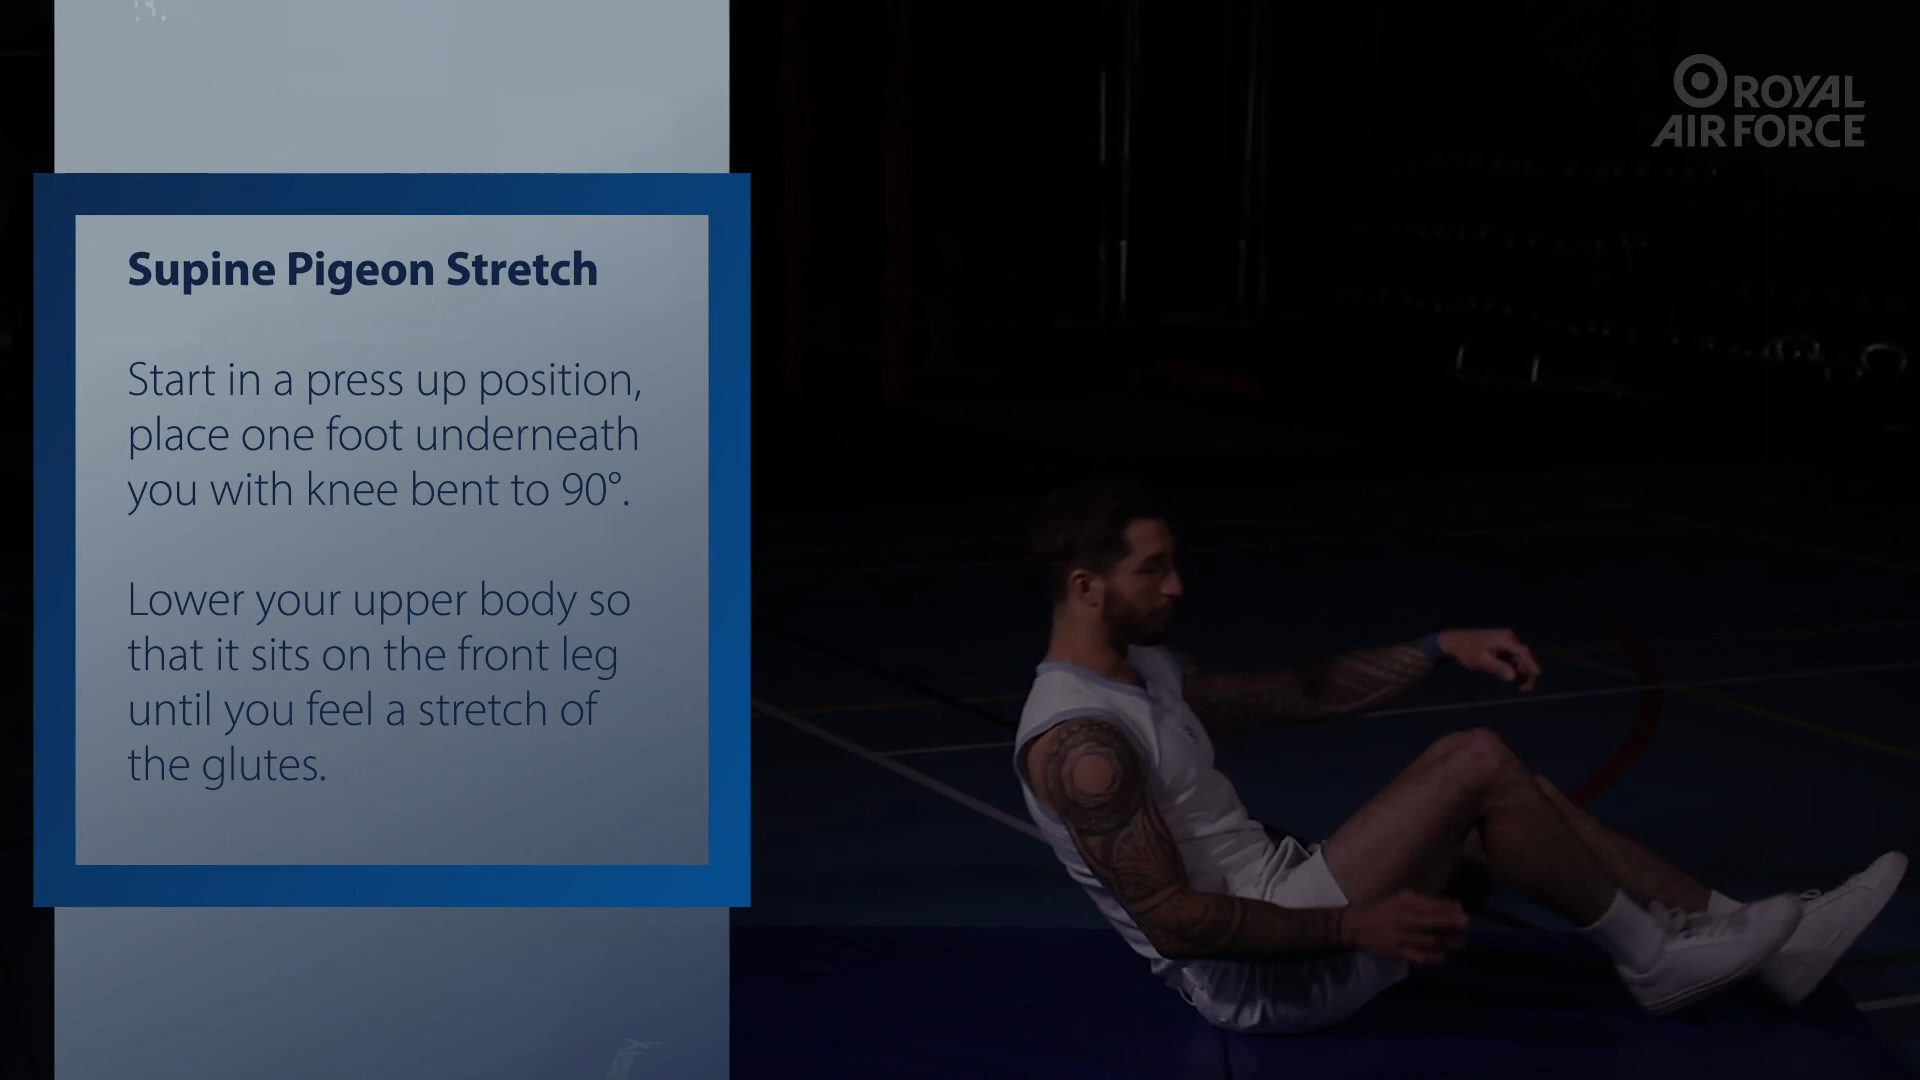 ROYAL
AIR FORCE
Supine Pigeon Stretch
Start in a press up position,
place one foot underneath
you with knee bent to 90°.
Lower your upper body so
that it sits on the front leg
until you feel a stretch of
the glutes.